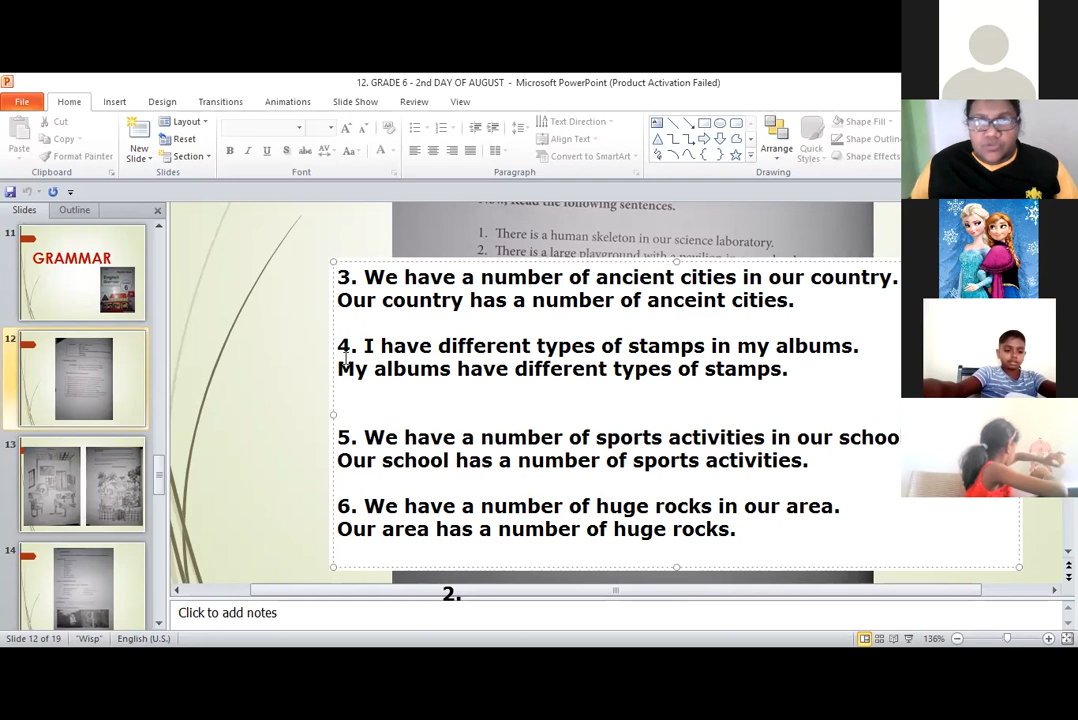 12. GRADE 6 - 2nd DAY OF AUGUST - Microsoft PowerPoint (Product Activation Failed)
File Home Insert Design Transitions Animations Slide Show Review View
Paste
Cut
Copy
Format Painter
Clipboard
New Slide
Layout
Reset
Section
Slides
Font
Text Direction
Align Text
Convert to SmartArt
Paragraph
Arrange
Quick Styles
Shape Fill
Shape Outline
Shape Effects
Drawing
Slides Outline
11
GRAMMAR
12
13
14
Now, Read the following sentences.
1. There is a human skeleton in our science laboratory.
2. There is a large playground with a pavilion in
3. We have a number of ancient cities in our country.
Our country has a number of anceint cities.
4. I have different types of stamps in my albums.
My albums have different types of stamps.
5. We have a number of sports activities in our schoo
Our school has a number of sports activities.
6. We have a number of huge rocks in our area.
Our area has a number of huge rocks.
2.
Click to add notes
Slide 12 of 19 "Wisp" English (U.S.) 136%